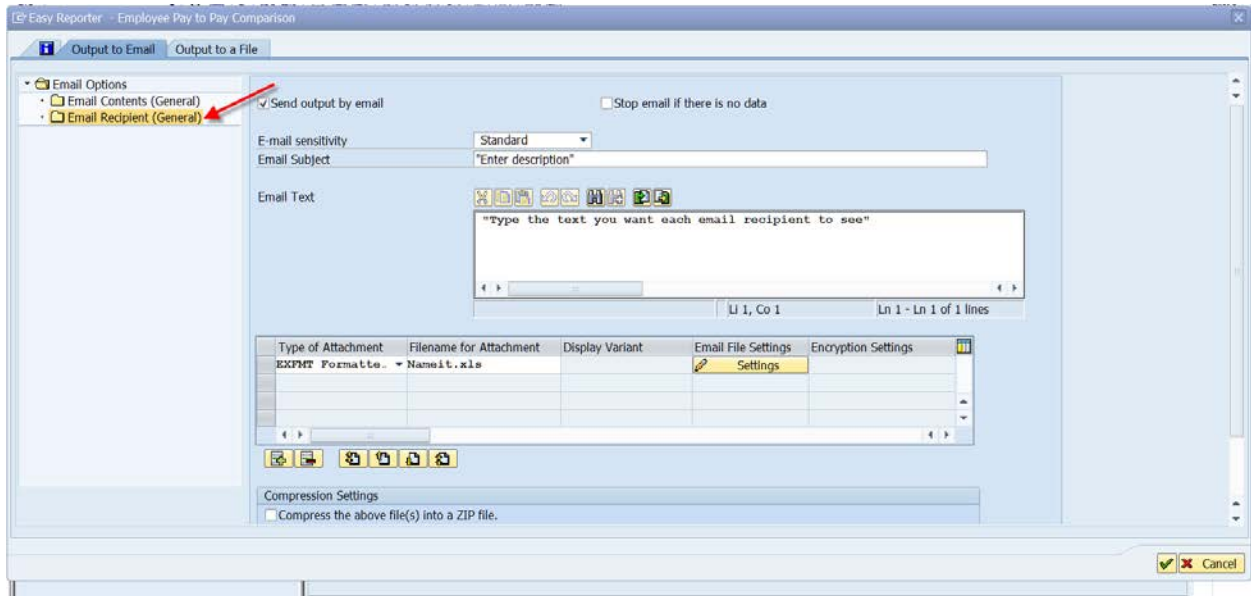 Easy Reporter - Employee Pay to Pay Comparison
Output to Email Output to a File
Email Options
Email Contents (General)
Email Recipient (General)
Send output by email Stop email if there is no data
E-mail sensitivity Standard
Email Subject "Enter description"
Email Text
"Type the text you want each email recipient to see"
Li 1, Co 1 Ln 1 - Ln 1 of 1 lines
Type of Attachment Filename for Attachment Display Variant Email File Settings Encryption Settings
EXFMT Formatte.. Nameit.xls Settings
Compression Settings
Compress the above file(s) into a ZIP file.
Cancel